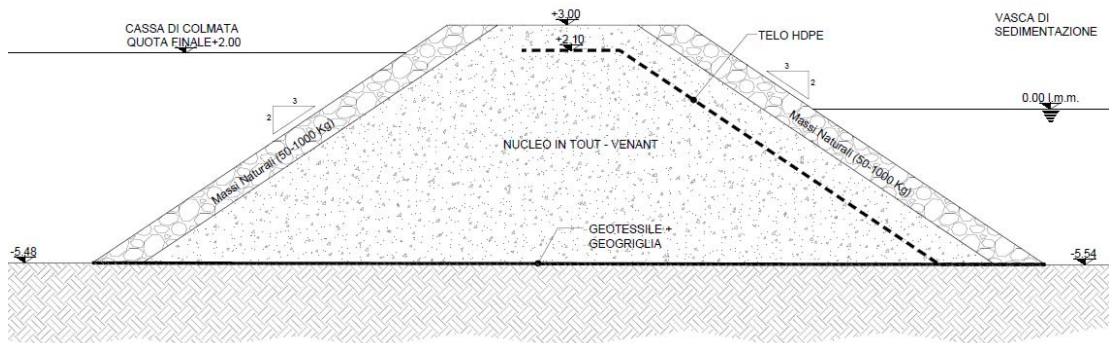 CASSA DI COLMATA
QUOTA FINALE+2.00
+3.00
+2.10
TELO HDPE
VASCA DI
SEDIMENTAZIONE
3
2
3
2
0.00 l.m.m.
Massi Naturali (50-1000 Kg)
NUCLEO IN TOUT - VENANT
Massi Naturali (50-1000 Kg)
GEOTESSILE +
GEOGRIGLIA
-5.48
-5.54